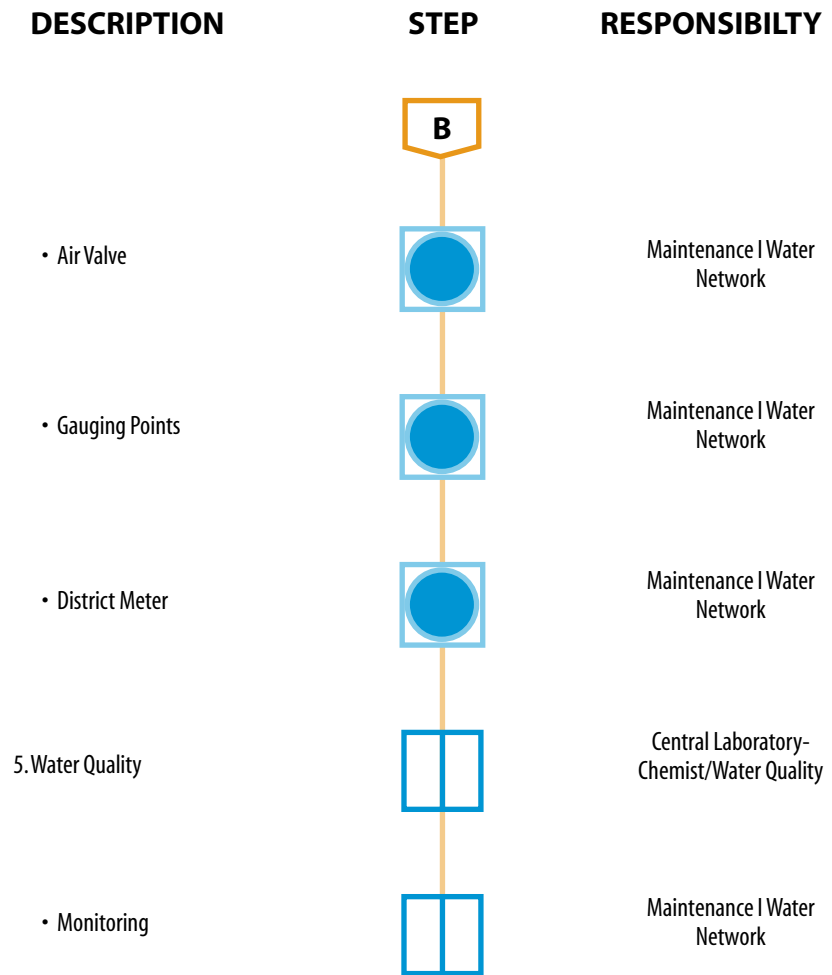 DESCRIPTION STEP RESPONSIBILTY
B
• Air Valve
Maintenance I Water
Network
• Gauging Points
Maintenance I Water
Network
• District Meter
Maintenance I Water
Network
5. Water Quality
Central Laboratory-
Chemist/Water Quality
• Monitoring
Maintenance I Water
Network